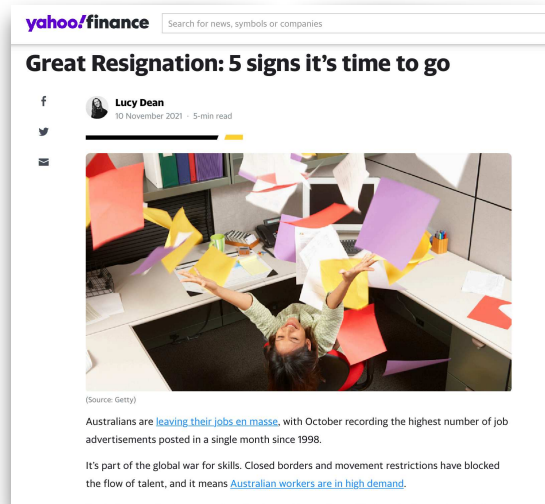 yahoo!finance
Search for news, symbols or companies
Great Resignation: 5 signs it’s time to go
Lucy Dean
10 November 2021 · 5-min read
(Source: Getty)
Australians are leaving their jobs en masse, with October recording the highest number of job
advertisements posted in a single month since 1998.
It’s part of the global war for skills. Closed borders and movement restrictions have blocked
the flow of talent, and it means Australian workers are in high demand.